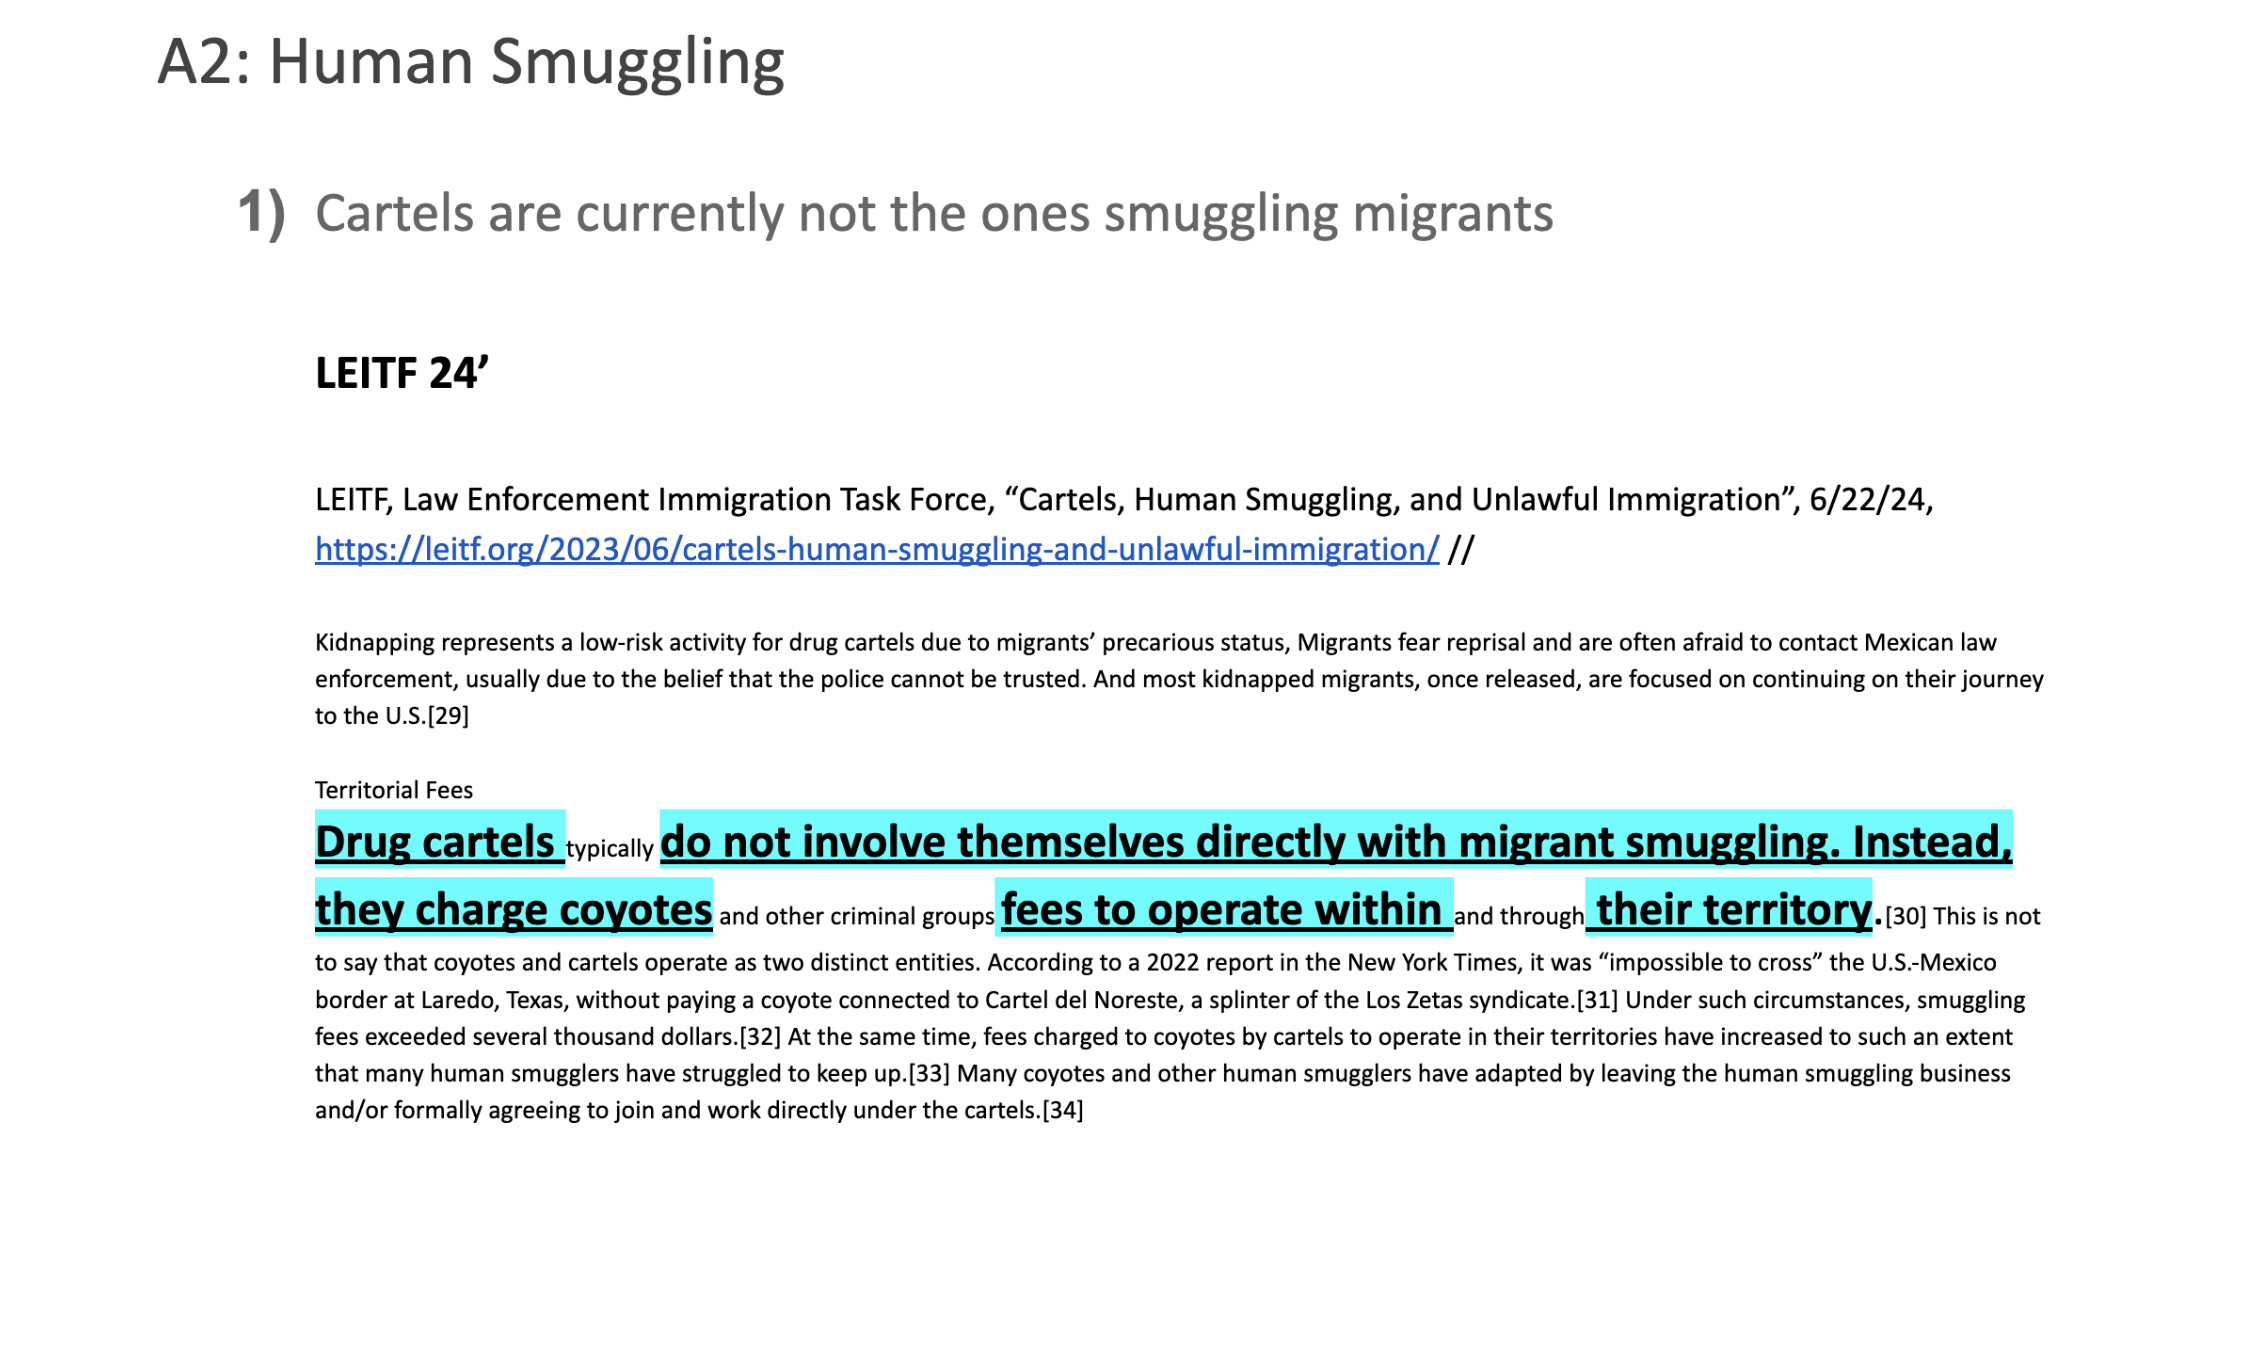 A2: Human Smuggling
1) Cartels are currently not the ones smuggling migrants
LEITF 24’
LEITF, Law Enforcement Immigration Task Force, “Cartels, Human Smuggling, and Unlawful Immigration”, 6/22/24,
https://leitf.org/2023/06/cartels-human-smuggling-and-unlawful-immigration/ //
Kidnapping represents a low-risk activity for drug cartels due to migrants’ precarious status, Migrants fear reprisal and are often afraid to contact Mexican law
enforcement, usually due to the belief that the police cannot be trusted. And most kidnapped migrants, once released, are focused on continuing on their journey
to the U.S.[29]
Territorial Fees
Drug cartels typically do not involve themselves directly with migrant smuggling. Instead,
they charge coyotes and other criminal groups fees to operate within and through their territory.[30] This is not
to say that coyotes and cartels operate as two distinct entities. According to a 2022 report in the New York Times, it was “impossible to cross” the U.S.-Mexico
border at Laredo, Texas, without paying a coyote connected to Cartel del Noreste, a splinter of the Los Zetas syndicate.[31] Under such circumstances, smuggling
fees exceeded several thousand dollars.[32] At the same time, fees charged to coyotes by cartels to operate in their territories have increased to such an extent
that many human smugglers have struggled to keep up.[33] Many coyotes and other human smugglers have adapted by leaving the human smuggling business
and/or formally agreeing to join and work directly under the cartels.[34]